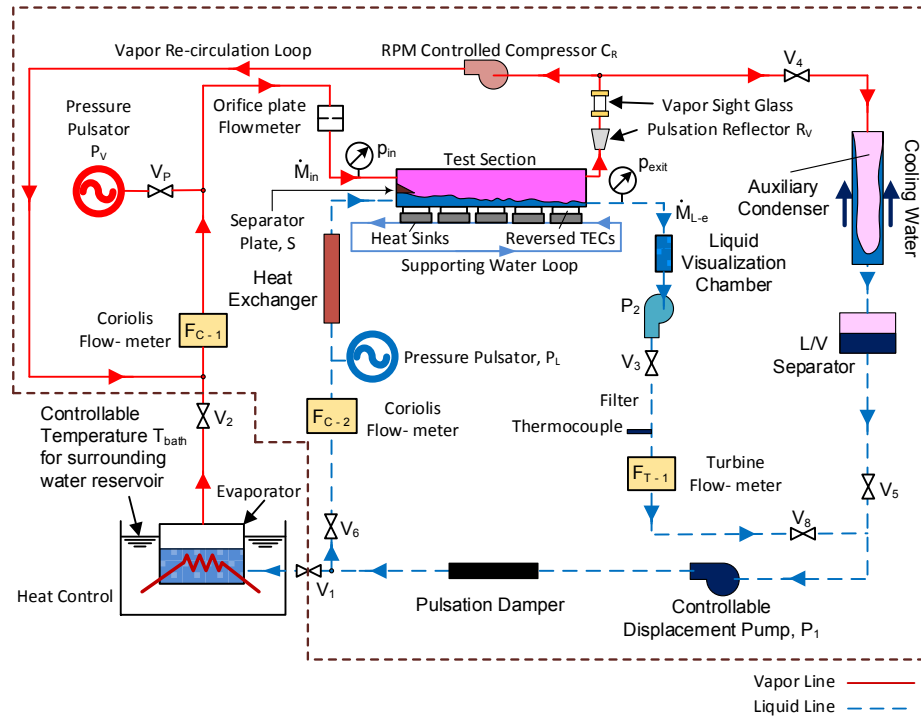 Vapor Re-circulation Loop
RPM Controlled Compressor C_R
V_4
Orifice plate
Flowmeter
Vapor Sight Glass
Pulsation Reflector R_V
Pressure
Pulsator
P_V
V_P
p_in
Ṁ_in
Test Section
p_exit
Separator
Plate, S
Heat Sinks
Reversed TECs
Supporting Water Loop
Ṁ_L-e
Auxiliary
Condenser
Cooling Water
Heat
Exchanger
Liquid
Visualization
Chamber
P_2
Coriolis
Flow- meter
F_C - 1
Pressure Pulsator, P_L
V_3
L/V
Separator
V_2
F_C - 2
Coriolis
Flow- meter
Filter
Thermocouple
Controllable
Temperature T_bath
for surrounding
water reservoir
F_T - 1
Turbine
Flow- meter
V_5
Evaporator
V_6
V_8
Heat Control
V_1
Pulsation Damper
Controllable
Displacement Pump, P_1
Vapor Line
Liquid Line